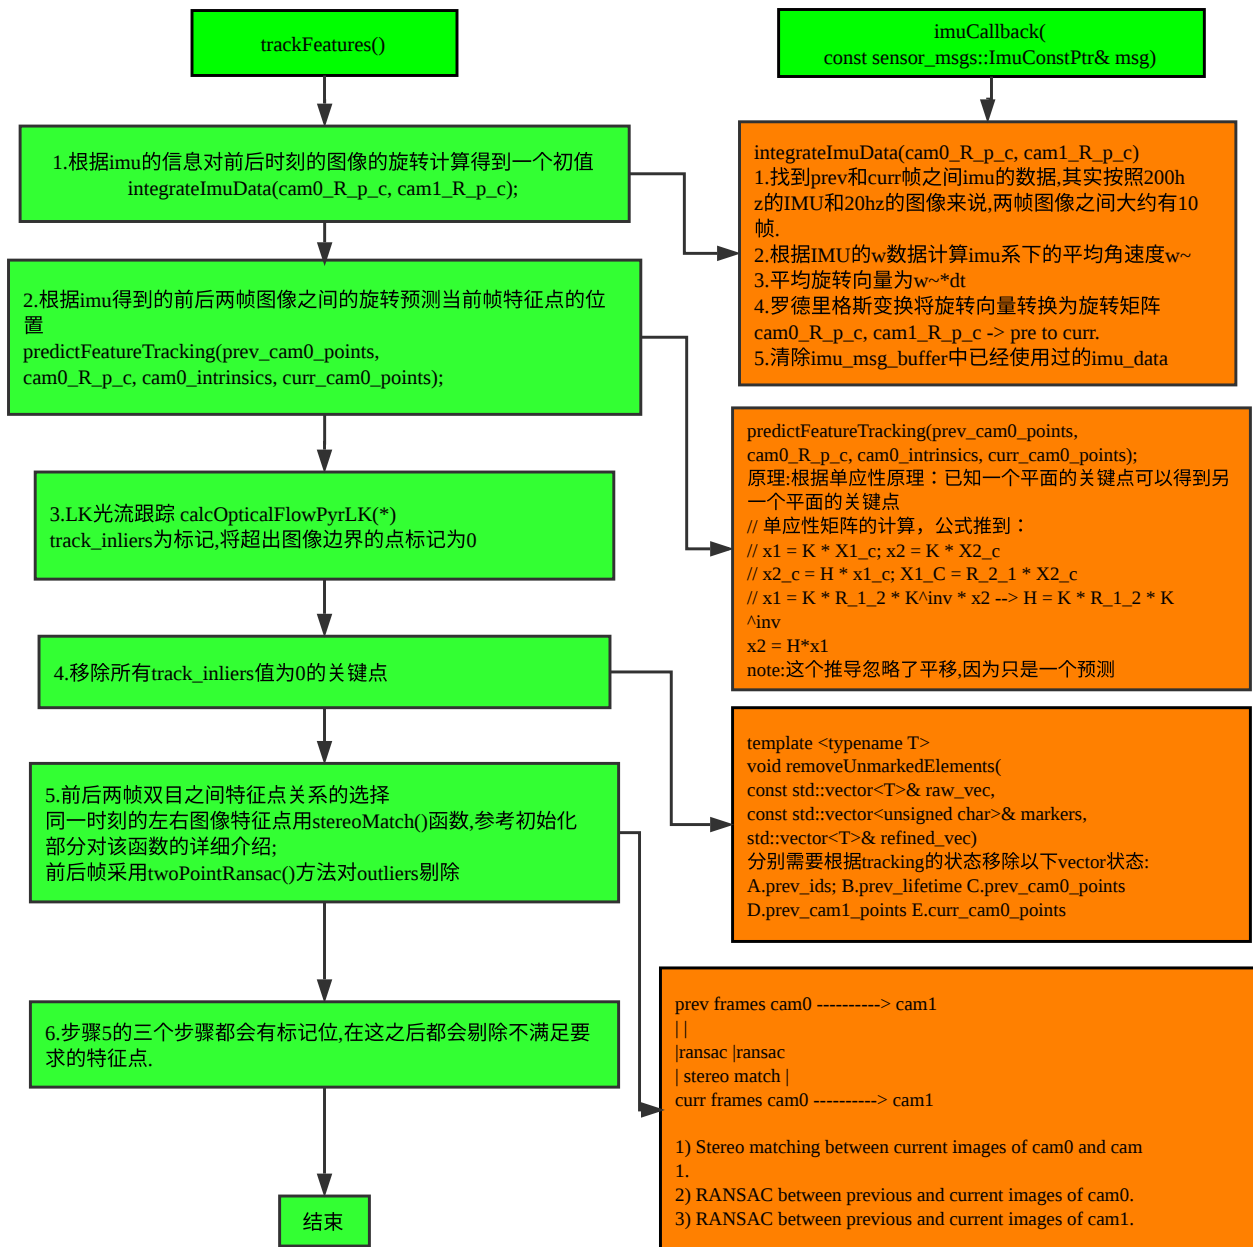 trackFeatures()
1.根据imu的信息对前后时刻的图像的旋转计算得到一个初值
integrateImuData(cam0_R_p_c, cam1_R_p_c);
2.根据imu得到的前后两帧图像之间的旋转预测当前帧特征点的位
置
predictFeatureTracking(prev_cam0_points,
cam0_R_p_c, cam0_intrinsics, curr_cam0_points);
3.LK光流跟踪 calcOpticalFlowPyrLK(*)
track_inliers为标记,将超出图像边界的点标记为0
4.移除所有track_inliers值为0的关键点
5.前后两帧双目之间特征点关系的选择
同一时刻的左右图像特征点用stereoMatch()函数,参考初始化
部分对该函数的详细介绍;
前后帧采用twoPointRansac()方法对outliers剔除
6.步骤5的三个步骤都会有标记位,在这之后都会剔除不满足要
求的特征点.
结束
imuCallback(
const sensor_msgs::ImuConstPtr& msg)
integrateImuData(cam0_R_p_c, cam1_R_p_c)
1.找到prev和curr帧之间imu的数据,其实按照200h
z的IMU和20hz的图像来说,两帧图像之间大约有10
帧.
2.根据IMU的w数据计算imu系下的平均角速度w~
3.平均旋转向量为w~*dt
4.罗德里格斯变换将旋转向量转换为旋转矩阵
cam0_R_p_c, cam1_R_p_c -> pre to curr.
5.清除imu_msg_buffer中已经使用过的imu_data
predictFeatureTracking(prev_cam0_points,
cam0_R_p_c, cam0_intrinsics, curr_cam0_points);
原理:根据单应性原理：已知一个平面的关键点可以得到另
一个平面的关键点
// 单应性矩阵的计算，公式推到：
// x1 = K * X1_c; x2 = K * X2_c
// x2_c = H * x1_c; X1_C = R_2_1 * X2_c
// x1 = K * R_1_2 * K^inv * x2 --> H = K * R_1_2 * K
^inv
x2 = H*x1
note:这个推导忽略了平移,因为只是一个预测
template <typename T>
void removeUnmarkedElements(
const std::vector<T>& raw_vec,
const std::vector<unsigned char>& markers,
std::vector<T>& refined_vec)
分别需要根据tracking的状态移除以下vector状态:
A.prev_ids; B.prev_lifetime C.prev_cam0_points
D.prev_cam1_points E.curr_cam0_points
prev frames cam0 ----------> cam1
| |
|ransac |ransac
| stereo match |
curr frames cam0 ----------> cam1
1) Stereo matching between current images of cam0 and cam
1.
2) RANSAC between previous and current images of cam0.
3) RANSAC between previous and current images of cam1.